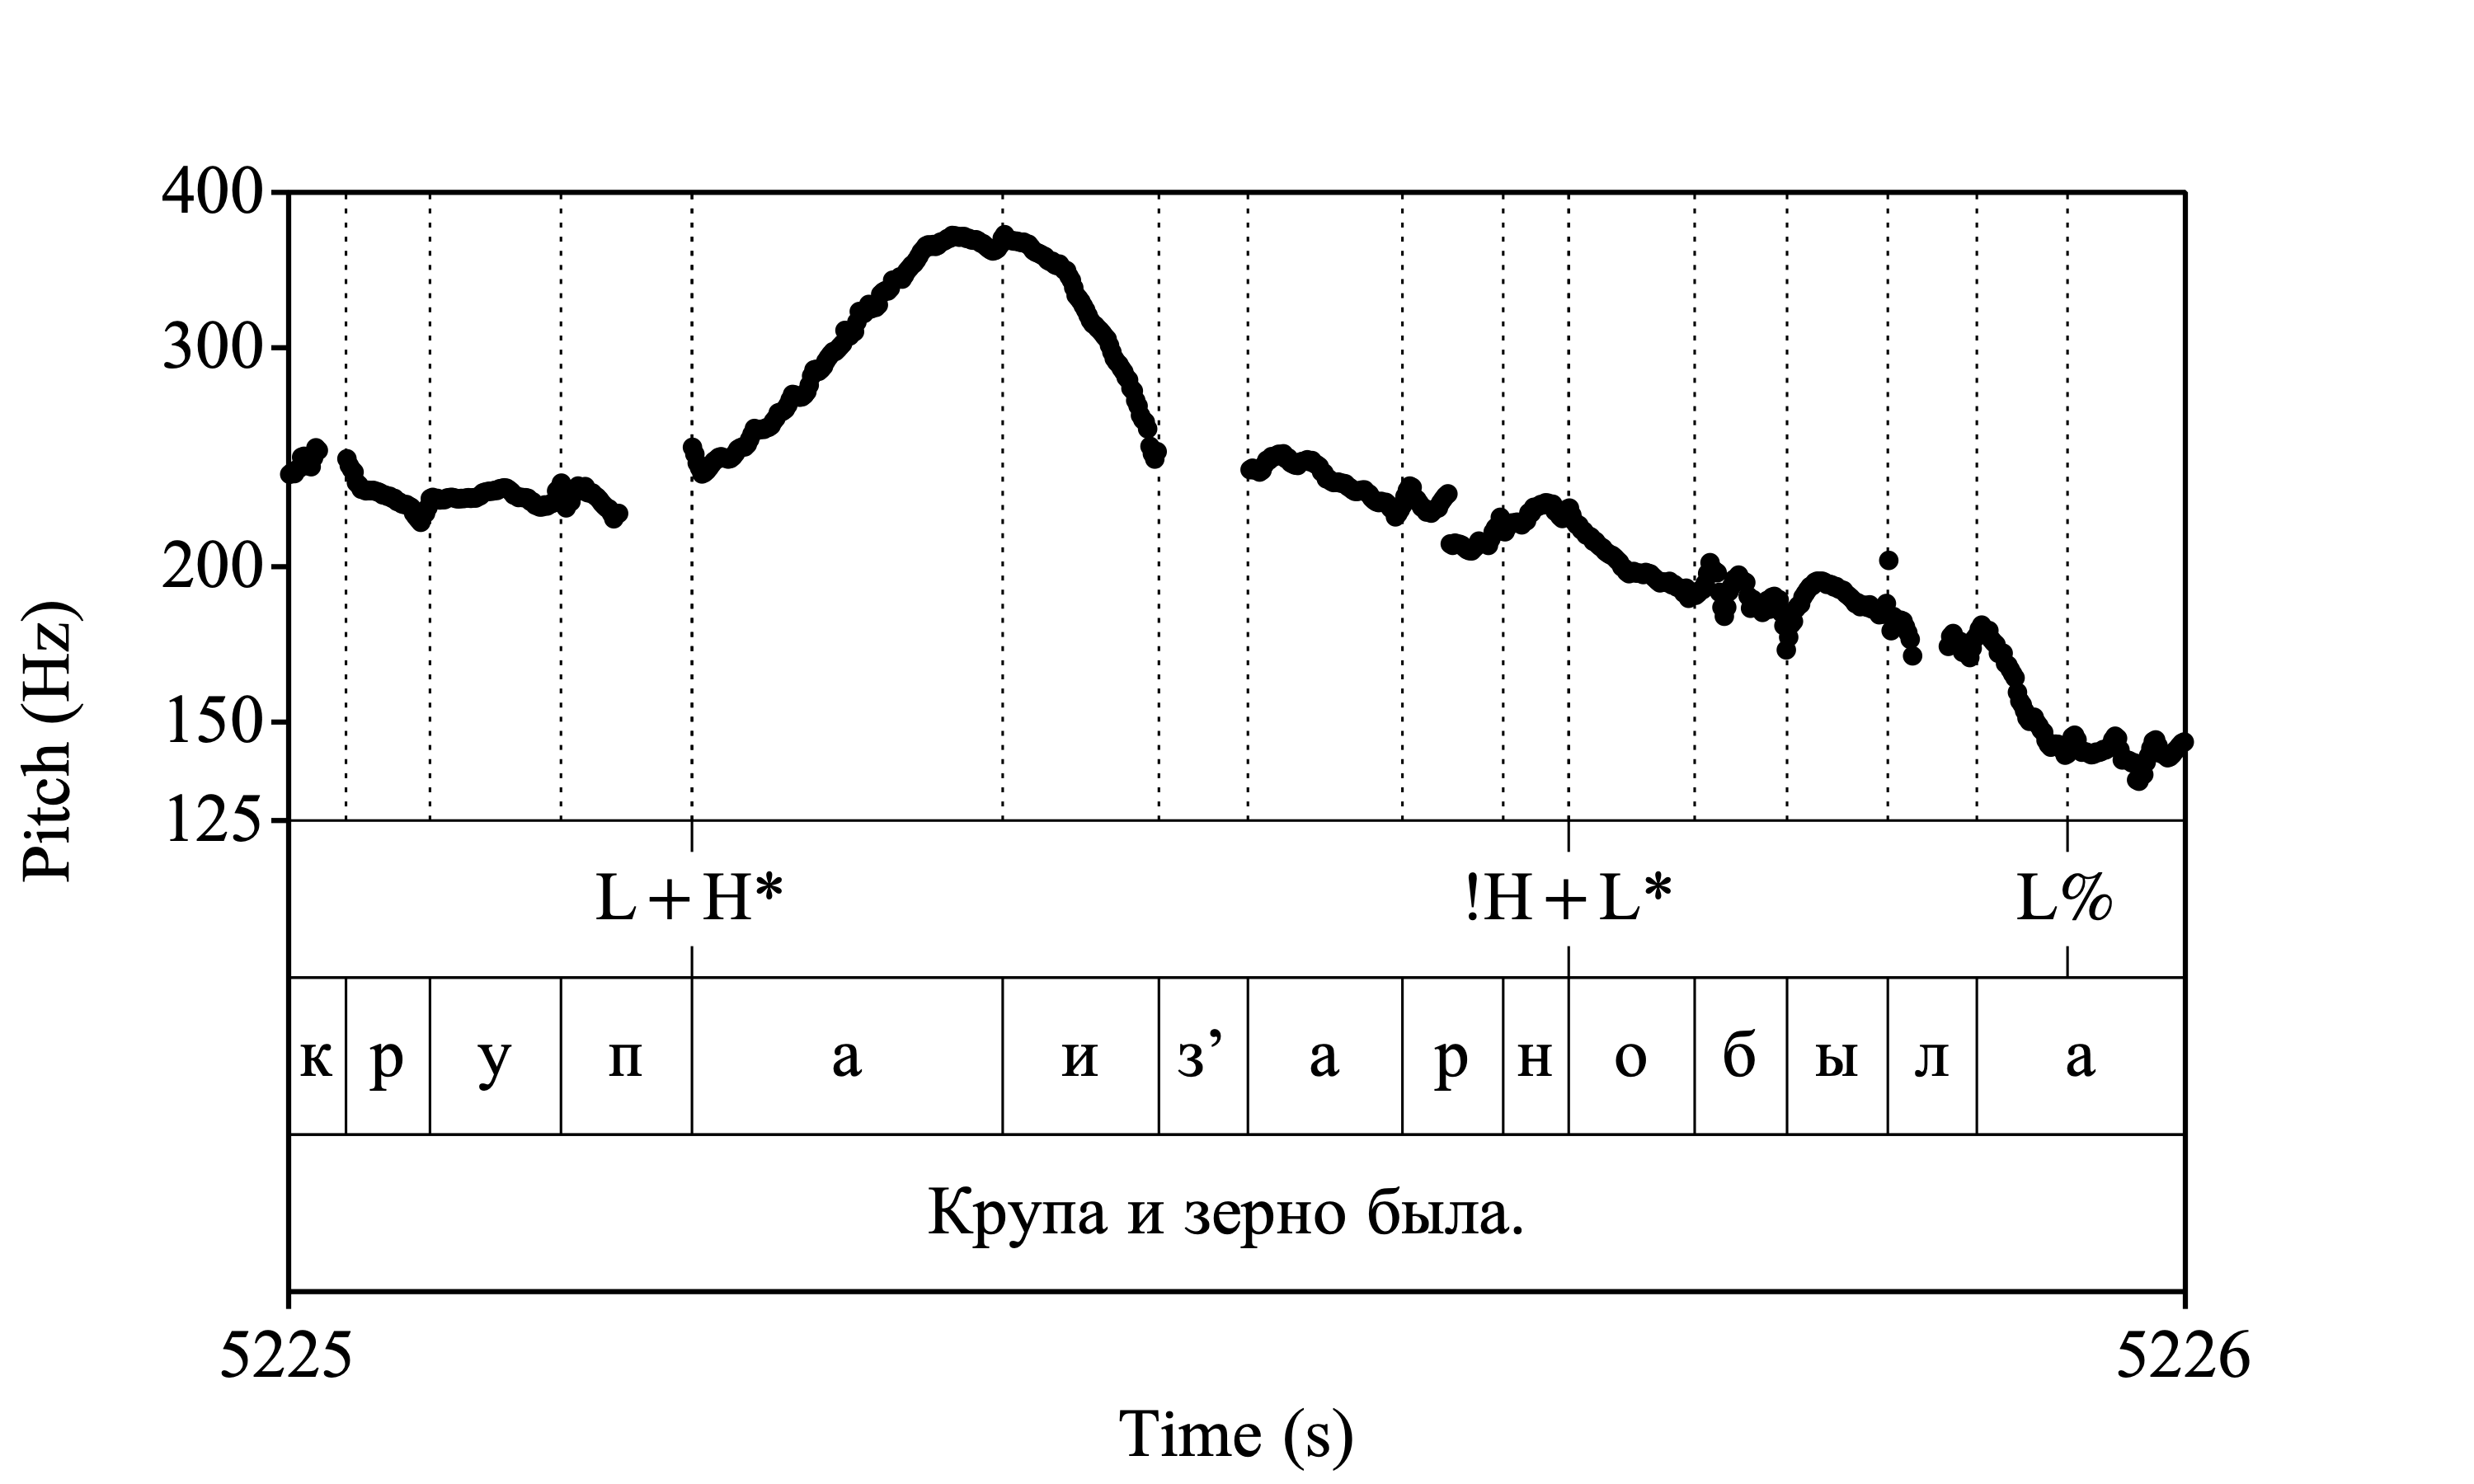 400
300
200
150
125
Pitch (Hz)
L+H* !H+L* L%
к р у п а и з’ а р н о б ы л а
Крупа и зерно была.
5225 5226
Time (s)